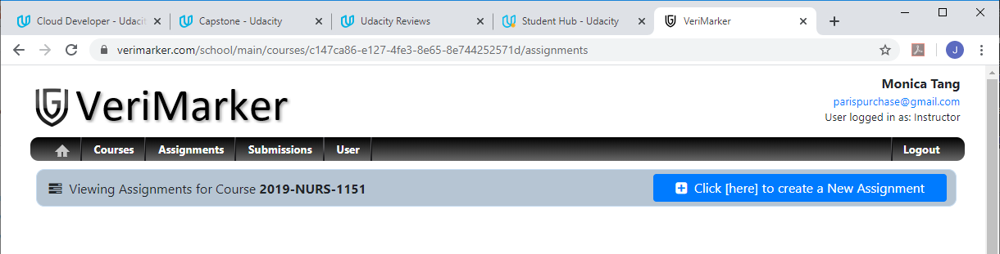 Cloud Developer - Udacit
Capstone - Udacity
Udacity Reviews
Student Hub - Udacity
VeriMarker
verimarker.com/school/main/courses/c147ca86-e127-4fe3-8e65-8e744252571d/assignments
J
VeriMarker
Monica Tang
parispurchase@gmail.com
User logged in as: Instructor
Courses Assignments Submissions User Logout
Viewing Assignments for Course 2019-NURS-1151
Click [here] to create a New Assignment